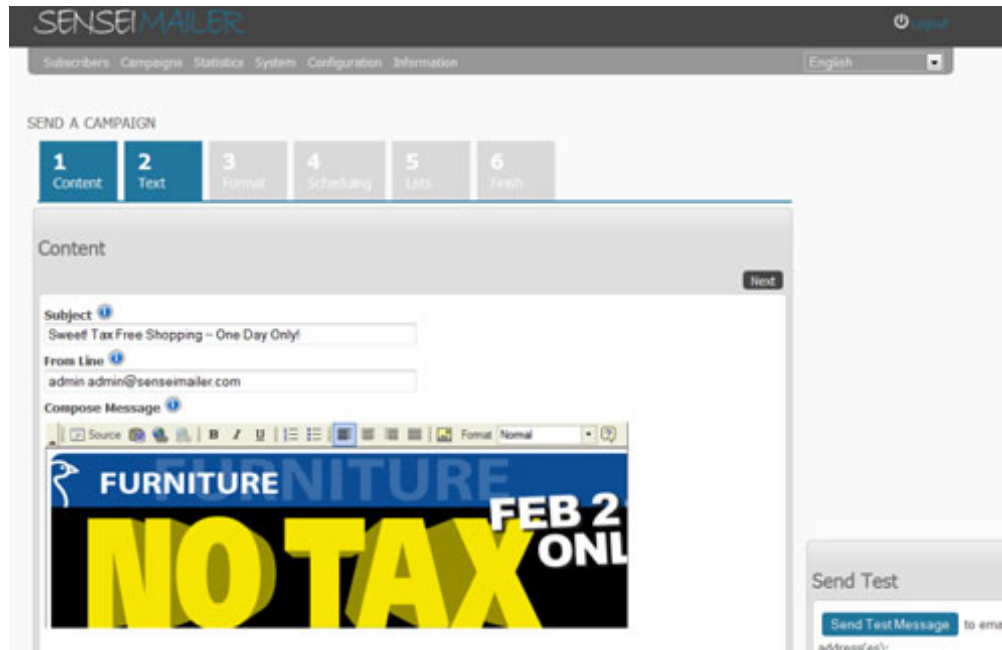 SENSEIMAILER
Logout
Subscribers Campaigns Statistics System Configuration Information
English
SEND A CAMPAIGN
1
Content
2
Text
3
Format
4
Scheduling
5
Lists
6
Finish
Content
Next
Subject
Sweet! Tax Free Shopping – One Day Only!
From Line
admin admin@senseimailer.com
Compose Message
Source B I U Format Normal
FURNITURE
FURNITURE
FEB 2
ONL
NO TAX
Send Test
Send Test Message to ema
address(es):